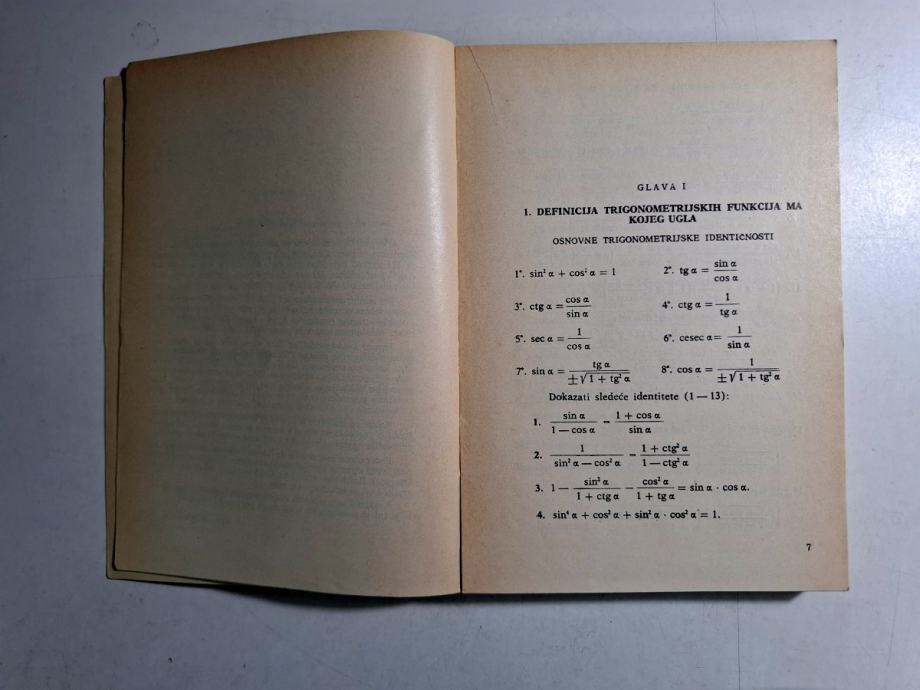 GLAVA I
1. DEFINICIJA TRIGONOMETRIJSKIH FUNKCIJA MA
KOJEG UGLA
OSNOVNE TRIGONOMETRIJSKE IDENTIČNOSTI
1°. sin² α + cos² α = 1 2°. tg α = sin α / cos α
3°. ctg α = cos α / sin α 4°. ctg α = 1 / tg α
5°. sec α = 1 / cos α 6°. cesec α = 1 / sin α
7°. sin α = tg α / ±√1 + tg² α 8°. cos α = 1 / ±√1 + tg² α
Dokazati sledeće identitete (1 — 13):
1. sin α / 1 — cos α − 1 + cos α / sin α
2. 1 / sin² α — cos² α − 1 + ctg² α / 1 — ctg² α
3. 1 — sin² α / 1 + ctg α − cos² α / 1 + tg α = sin α · cos α.
4. sin⁴ α + cos² α + sin² α · cos² α = 1.
7